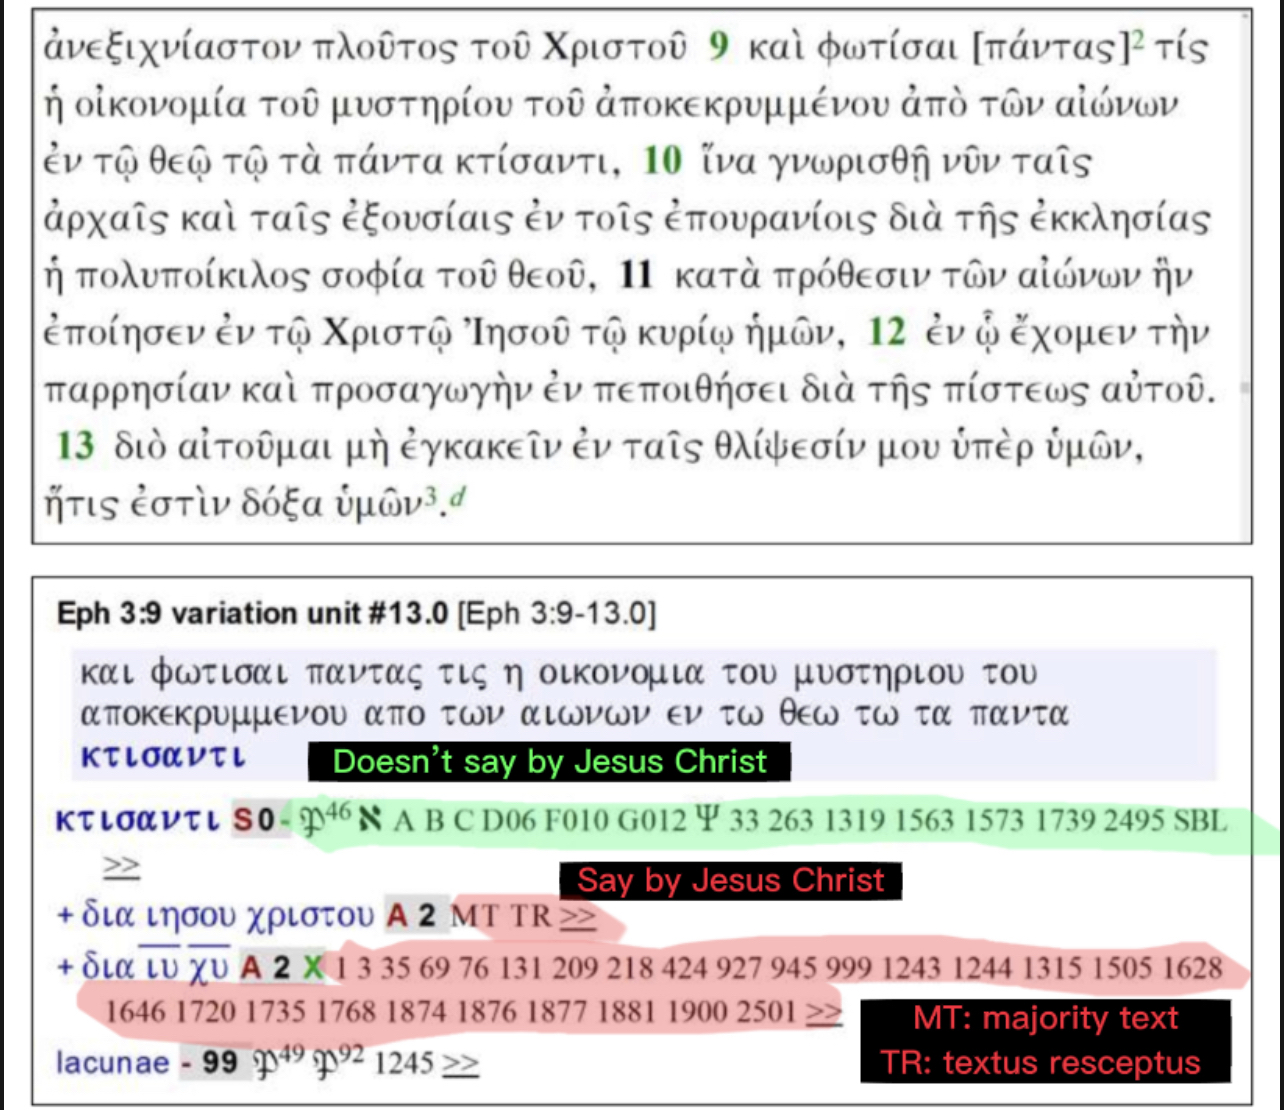 ἀνεξιχνίαστον πλοῦτος τοῦ Χριστοῦ 9 καὶ φωτίσαι [πάντας]² τίς
ἡ οἰκονομία τοῦ μυστηρίου τοῦ ἀποκεκρυμμένου ἀπὸ τῶν αἰώνων
ἐν τῷ θεῷ τῷ τὰ πάντα κτίσαντι, 10 ἵνα γνωρισθῇ νῦν ταῖς
ἀρχαῖς καὶ ταῖς ἐξουσίαις ἐν τοῖς ἐπουρανίοις διὰ τῆς ἐκκλησίας
ἡ πολυποίκιλος σοφία τοῦ θεοῦ, 11 κατὰ πρόθεσιν τῶν αἰώνων ἣν
ἐποίησεν ἐν τῷ Χριστῷ Ἰησοῦ τῷ κυρίῳ ἡμῶν, 12 ἐν ᾧ ἔχομεν τὴν
παρρησίαν καὶ προσαγωγὴν ἐν πεποιθήσει διὰ τῆς πίστεως αὐτοῦ.
13 διὸ αἰτοῦμαι μὴ ἐγκακεῖν ἐν ταῖς θλίψεσίν μου ὑπὲρ ὑμῶν,
ἥτις ἐστὶν δόξα ὑμῶν³.d
Eph 3:9 variation unit #13.0 [Eph 3:9-13.0]
και φωτισαι παντας τις η οικονομια του μυστηριου του
αποκεκρυμμενου απο των αιωνων εν τω θεω τω τα παντα
κτισαντι
Doesn't say by Jesus Christ
κτισαντι S 0 - 𝔓⁴⁶ ℵ A B C D06 F010 G012 Ψ 33 263 1319 1563 1573 1739 2495 SBL
>>
Say by Jesus Christ
+ δια ιησου χριστου A 2 MT TR >>
+ δια ι̅υ̅ χ̅υ̅ A 2 X 1 3 35 69 76 131 209 218 424 927 945 999 1243 1244 1315 1505 1628
1646 1720 1735 1768 1874 1876 1877 1881 1900 2501 >>
MT: majority text
TR: textus resceptus
lacunae - 99 𝔓⁴⁹ 𝔓⁹² 1245 >>